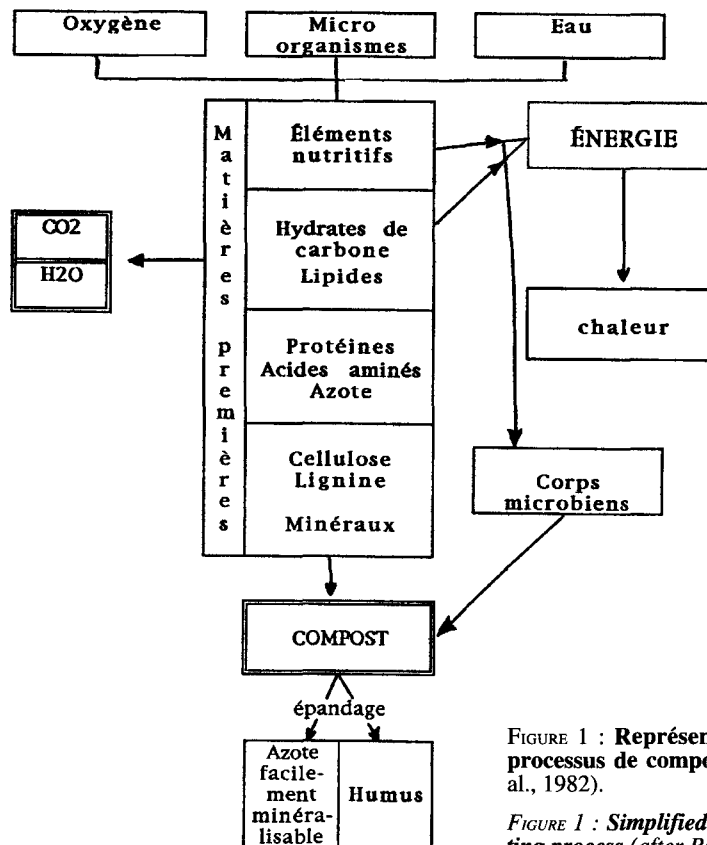 Oxygène
Micro
organismes
Eau
Matières premières
Éléments
nutritifs
ÉNERGIE
CO2
H2O
Hydrates de
carbone
Lipides
chaleur
Protéines
Acides aminés
Azote
Cellulose
Lignine
Minéraux
Corps
microbiens
COMPOST
épandage
Azote
facile-
ment
minéra-
lisable
Humus
FIGURE 1 :
processus de
al., 1982).
FIGURE 1 : Simplified
ting process (after